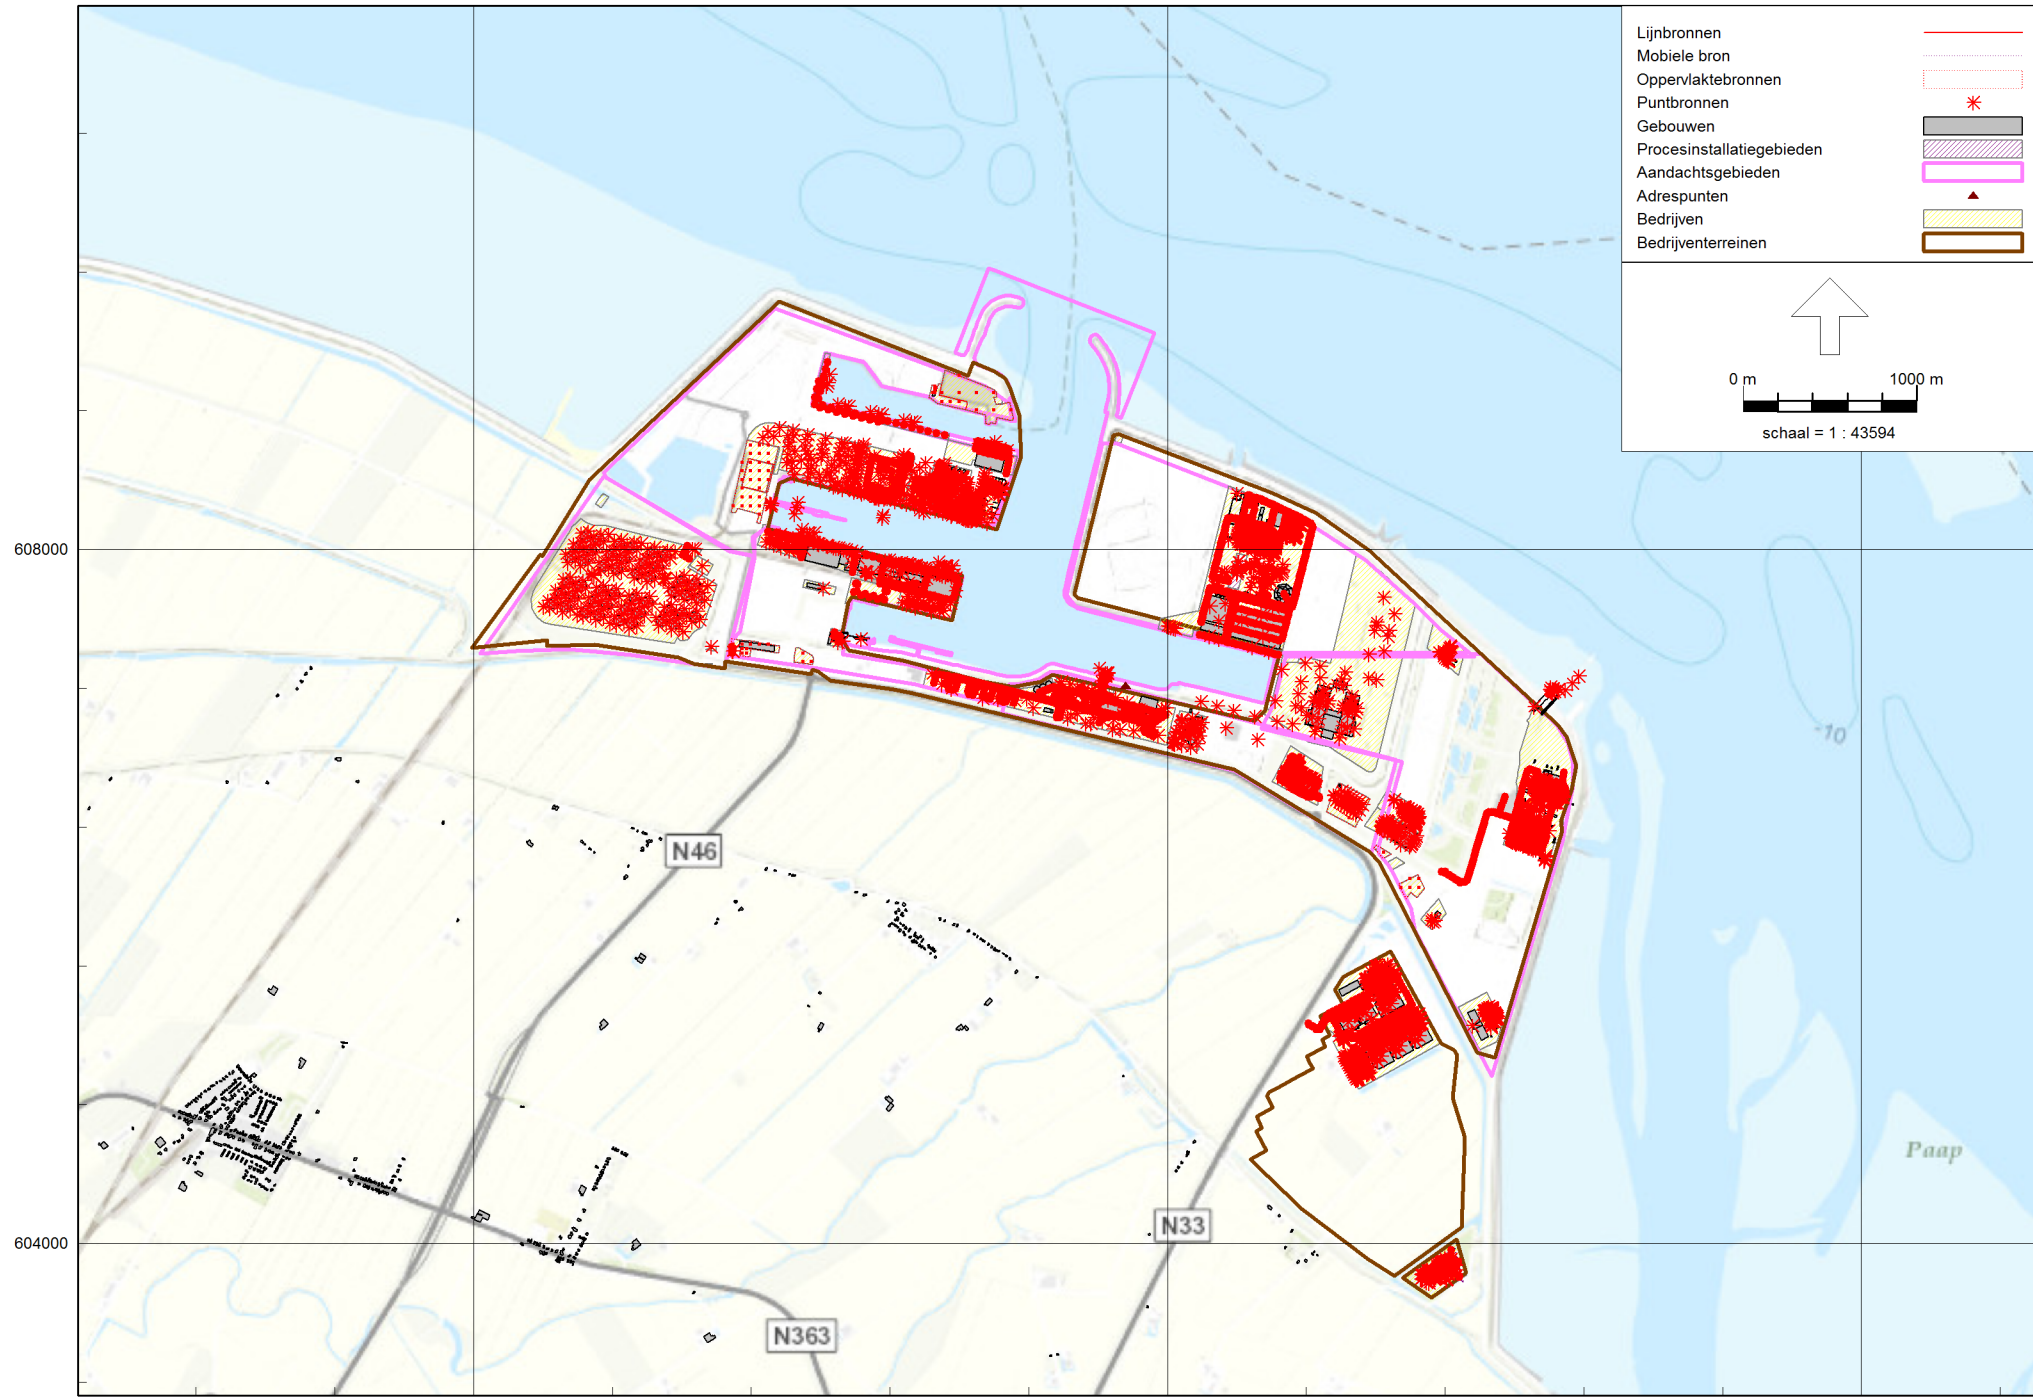 Lijnbronnen
Mobiele bron
Oppervlaktebronnen
Puntbronnen
Gebouwen
Procesinstallatiegebieden
Aandachtsgebieden
Adrespunten
Bedrijven
Bedrijventerreinen
0 m 1000 m
schaal = 1 : 43594
608000
-10
N46
Paap
N33
604000
N363